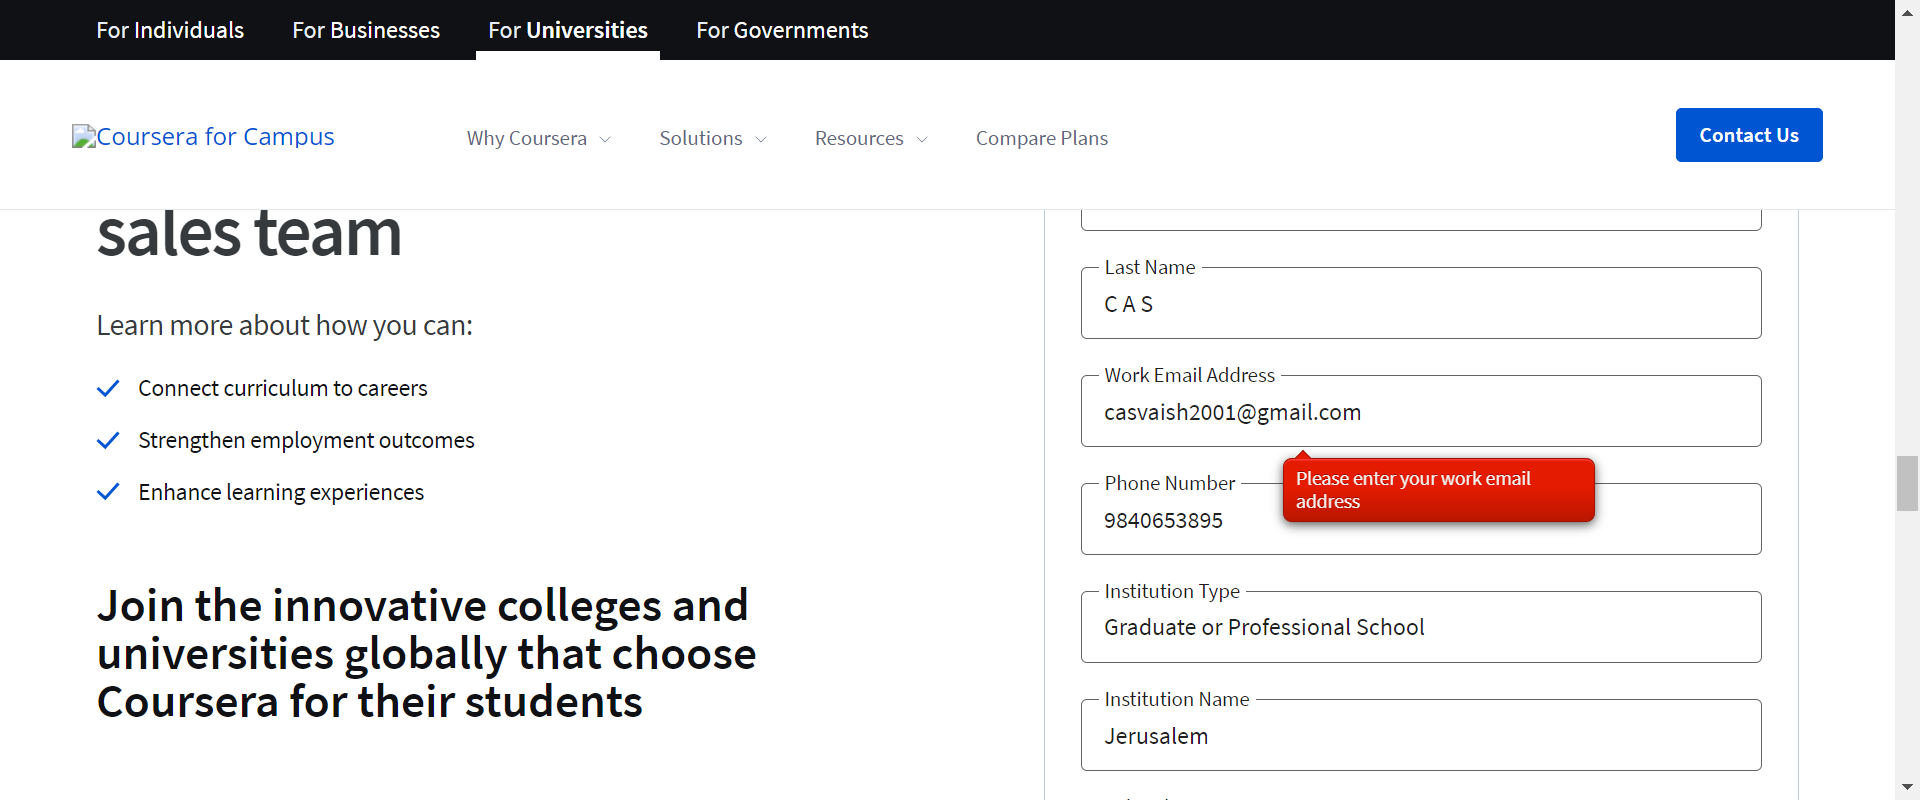 For Individuals
For Businesses
For Universities
For Governments
Coursera for Campus
Why Coursera
Solutions
Resources
Compare Plans
Contact Us
sales team
Learn more about how you can:
Connect curriculum to careers
Strengthen employment outcomes
Enhance learning experiences
Join the innovative colleges and
universities globally that choose
Coursera for their students
Last Name
C A S
Work Email Address
casvaish2001@gmail.com
Please enter your work email
address
Phone Number
9840653895
Institution Type
Graduate or Professional School
Institution Name
Jerusalem